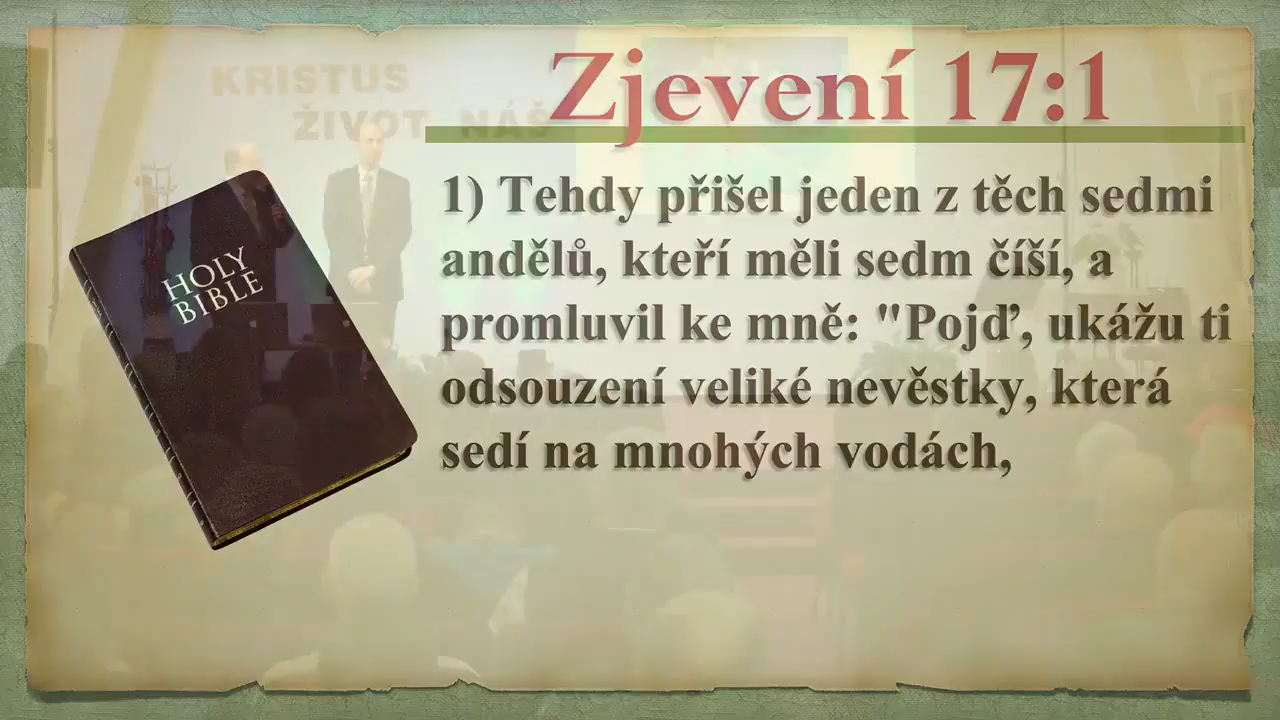 Zjevení 17:1
KRISTUS
ŽIVOT NÁŠ
HOLY
BIBLE
1) Tehdy přišel jeden z těch sedmi
andělů, kteří měli sedm číší, a
promluvil ke mně: "Pojď, ukážu ti
odsouzení veliké nevěstky, která
sedí na mnohých vodách,